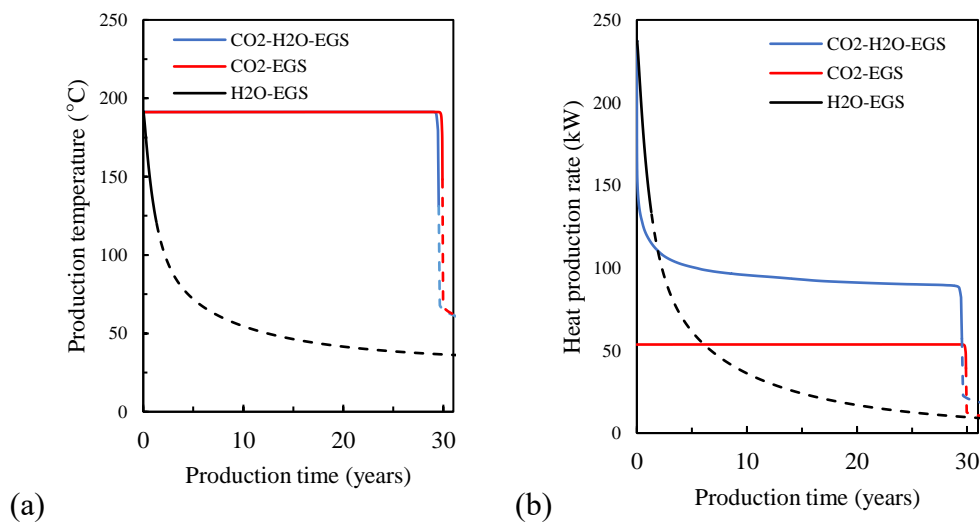 250
200
150
100
50
0
Production temperature (°C)
CO2-H2O-EGS
CO2-EGS
H2O-EGS
0
10
20
30
Production time (years)
(a)
250
200
150
100
50
0
Heat production rate (kW)
CO2-H2O-EGS
CO2-EGS
H2O-EGS
0
10
20
30
Production time (years)
(b)